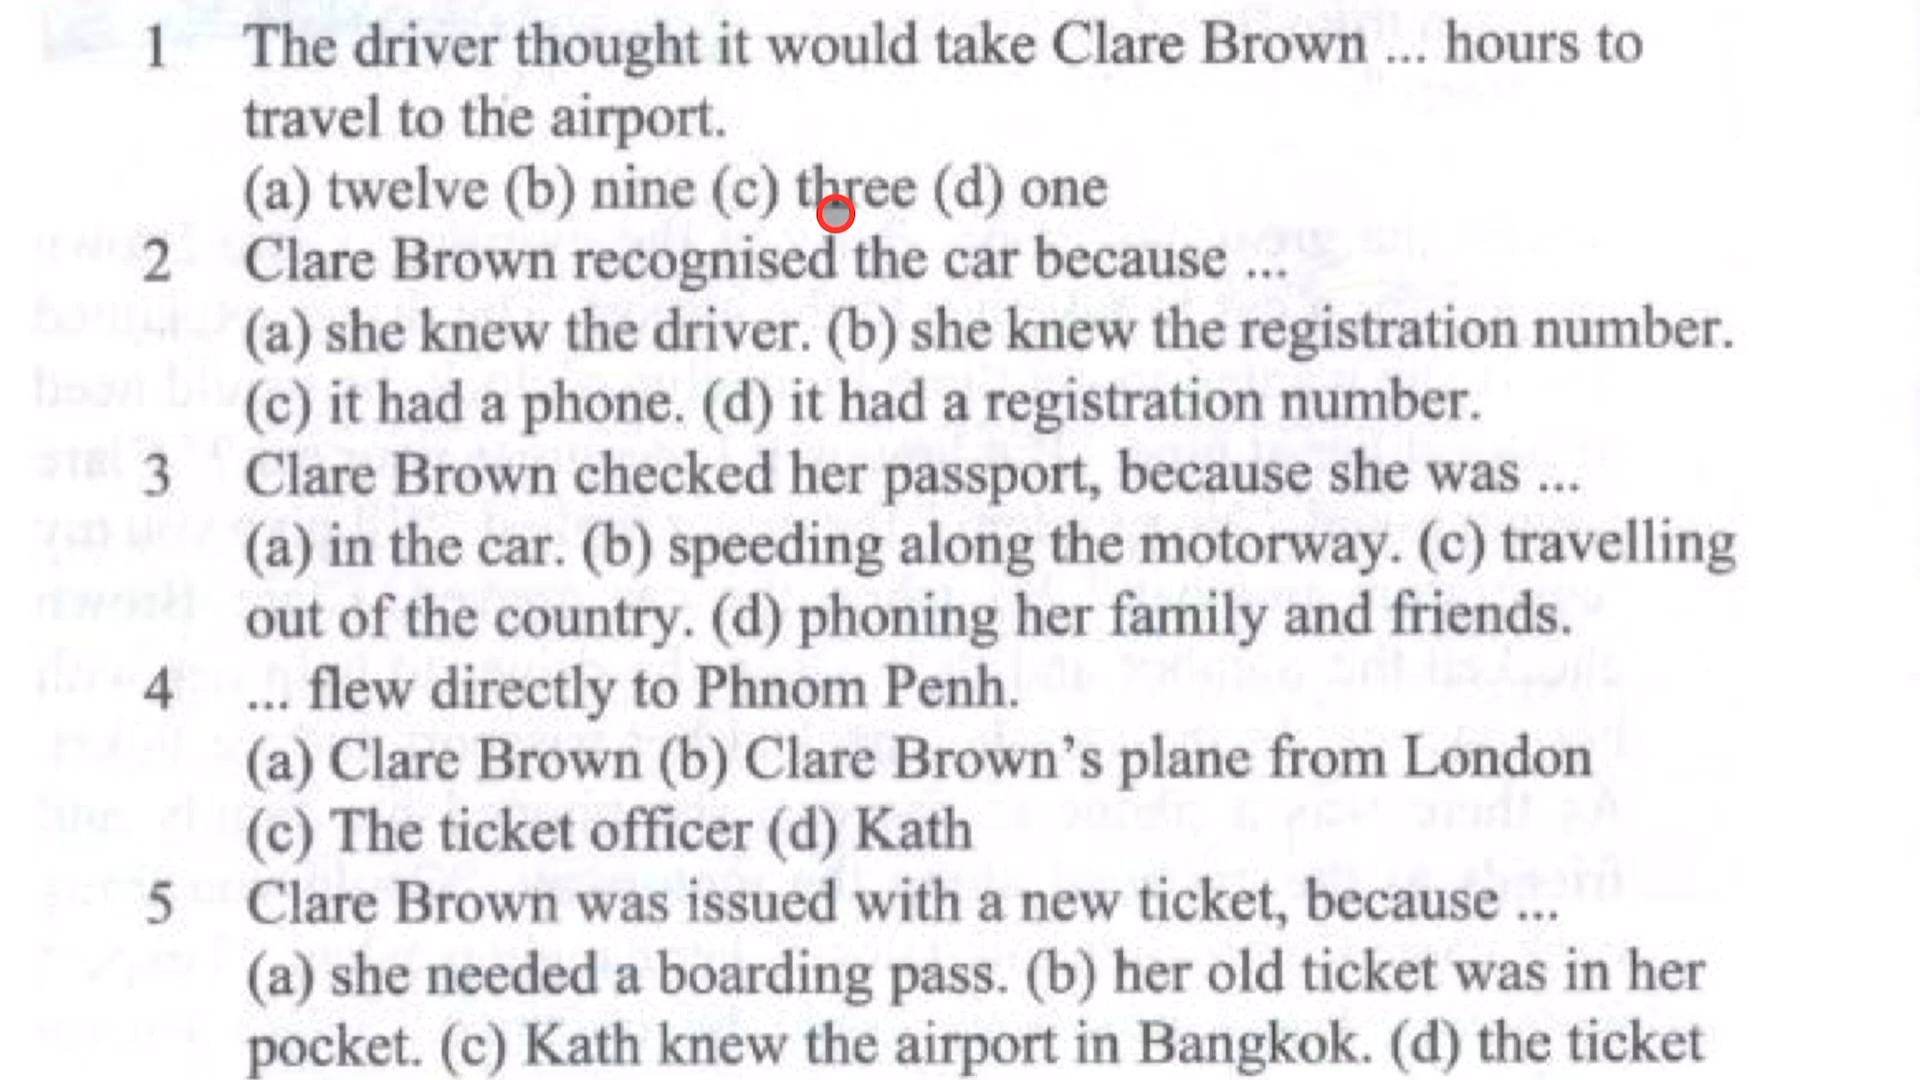 1 The driver thought it would take Clare Brown ... hours to
travel to the airport.
(a) twelve (b) nine (c) three (d) one
2 Clare Brown recognised the car because ...
(a) she knew the driver. (b) she knew the registration number.
(c) it had a phone. (d) it had a registration number.
3 Clare Brown checked her passport, because she was ...
(a) in the car. (b) speeding along the motorway. (c) travelling
out of the country. (d) phoning her family and friends.
4 ... flew directly to Phnom Penh.
(a) Clare Brown (b) Clare Brown's plane from London
(c) The ticket officer (d) Kath
5 Clare Brown was issued with a new ticket, because ...
(a) she needed a boarding pass. (b) her old ticket was in her
pocket. (c) Kath knew the airport in Bangkok. (d) the ticket